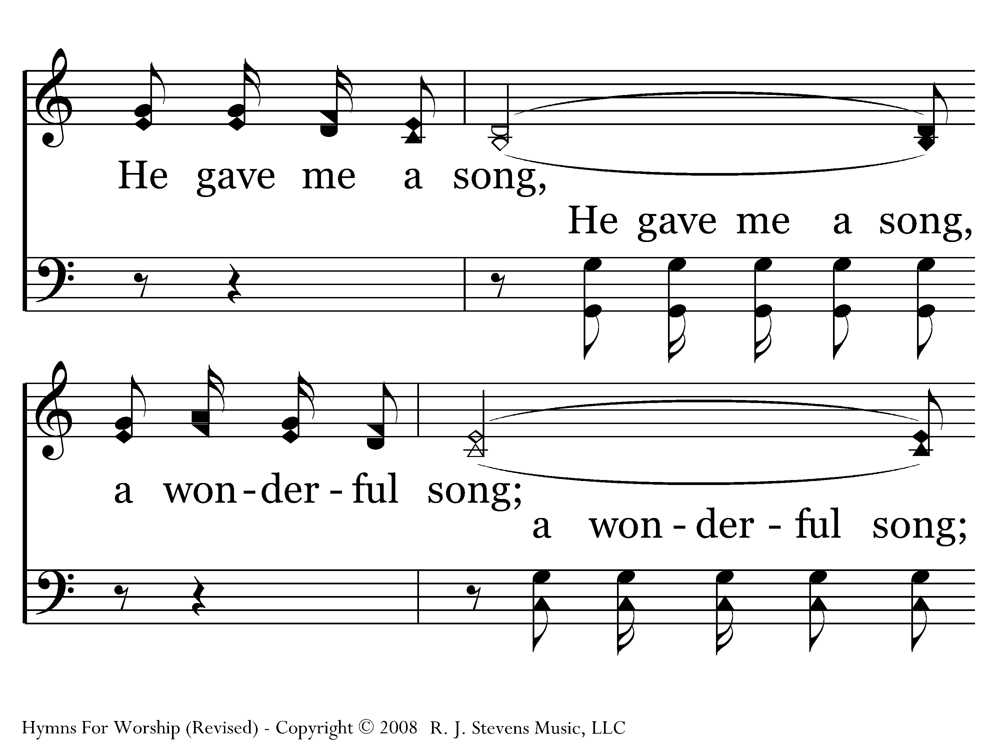 He gave me a song,
He gave me a song,
a won - der - ful song;
a won - der - ful song;
Hymns For Worship (Revised) - Copyright © 2008 R. J. Stevens Music, LLC